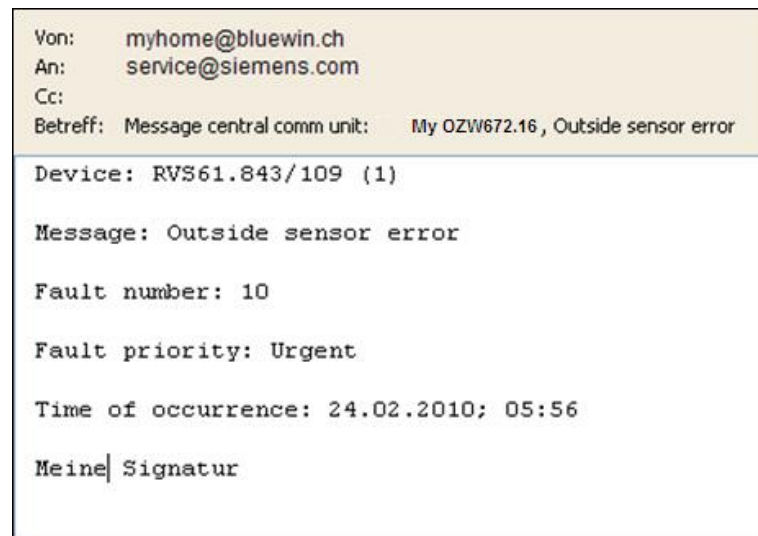 Von: myhome@bluewin.ch
An: service@siemens.com
Cc:
Betreff: Message central comm unit: My OZW672.16 , Outside sensor error
Device: RVS61.843/109 (1)
Message: Outside sensor error
Fault number: 10
Fault priority: Urgent
Time of occurrence: 24.02.2010; 05:56
Meine Signatur